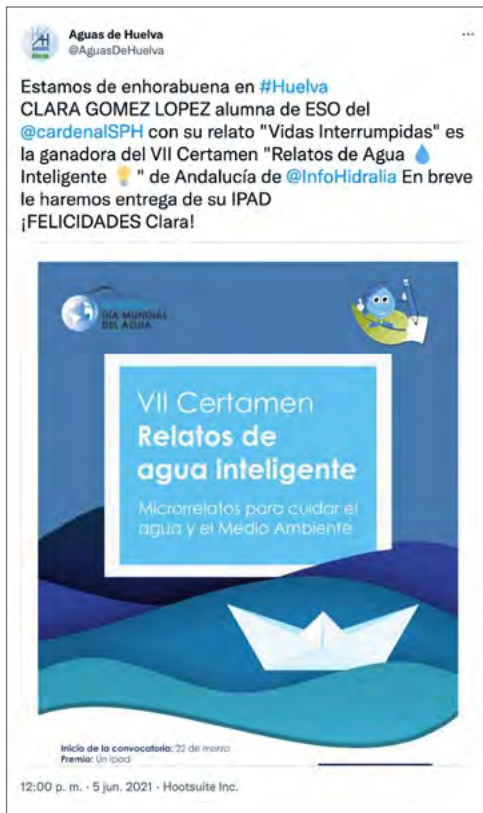 Aguas de Huelva
@AguasDeHuelva
Estamos de enhorabuena en #Huelva
CLARA GOMEZ LOPEZ alumna de ESO del
@cardenalSPH con su relato "Vidas Interrumpidas" es
la ganadora del VII Certamen "Relatos de Agua 💧
Inteligente 💡 " de Andalucía de @InfoHidralia En breve
le haremos entrega de su IPAD
¡FELICIDADES Clara!
DÍA MUNDIAL
DEL AGUA
VII Certamen
Relatos de
agua inteligente
Microrrelatos para cuidar el
agua y el Medio Ambiente
Inicio de la convocatoria: 22 de marzo
Premio: Un Ipad
12:00 p. m. · 5 jun. 2021 · Hootsuite Inc.